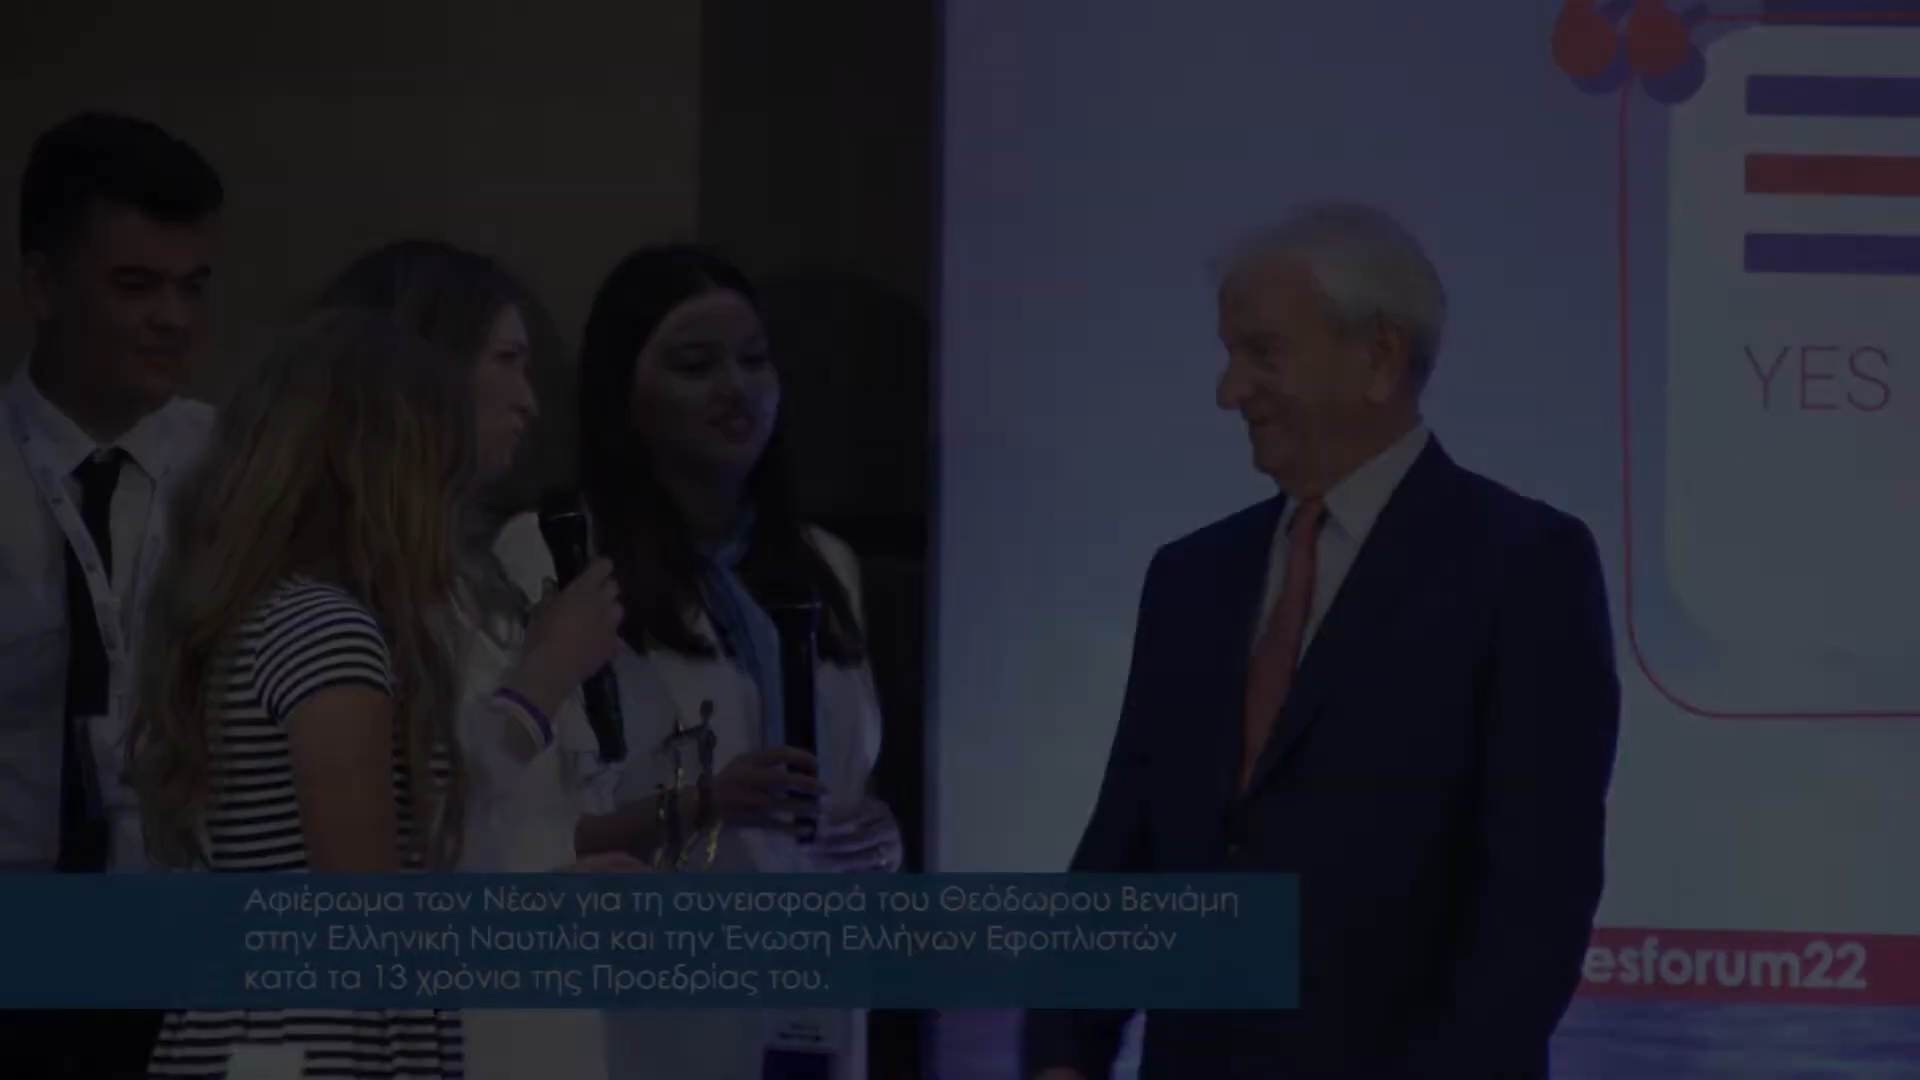 YES
Αφιέρωμα των Νέων για τη συνεισφορά του Θεόδωρου Βενιάμη
στην Ελληνική Ναυτιλία και την Ένωση Ελλήνων Εφοπλιστών
κατά τα 13 χρόνια της Προεδρίας του.
esforum22